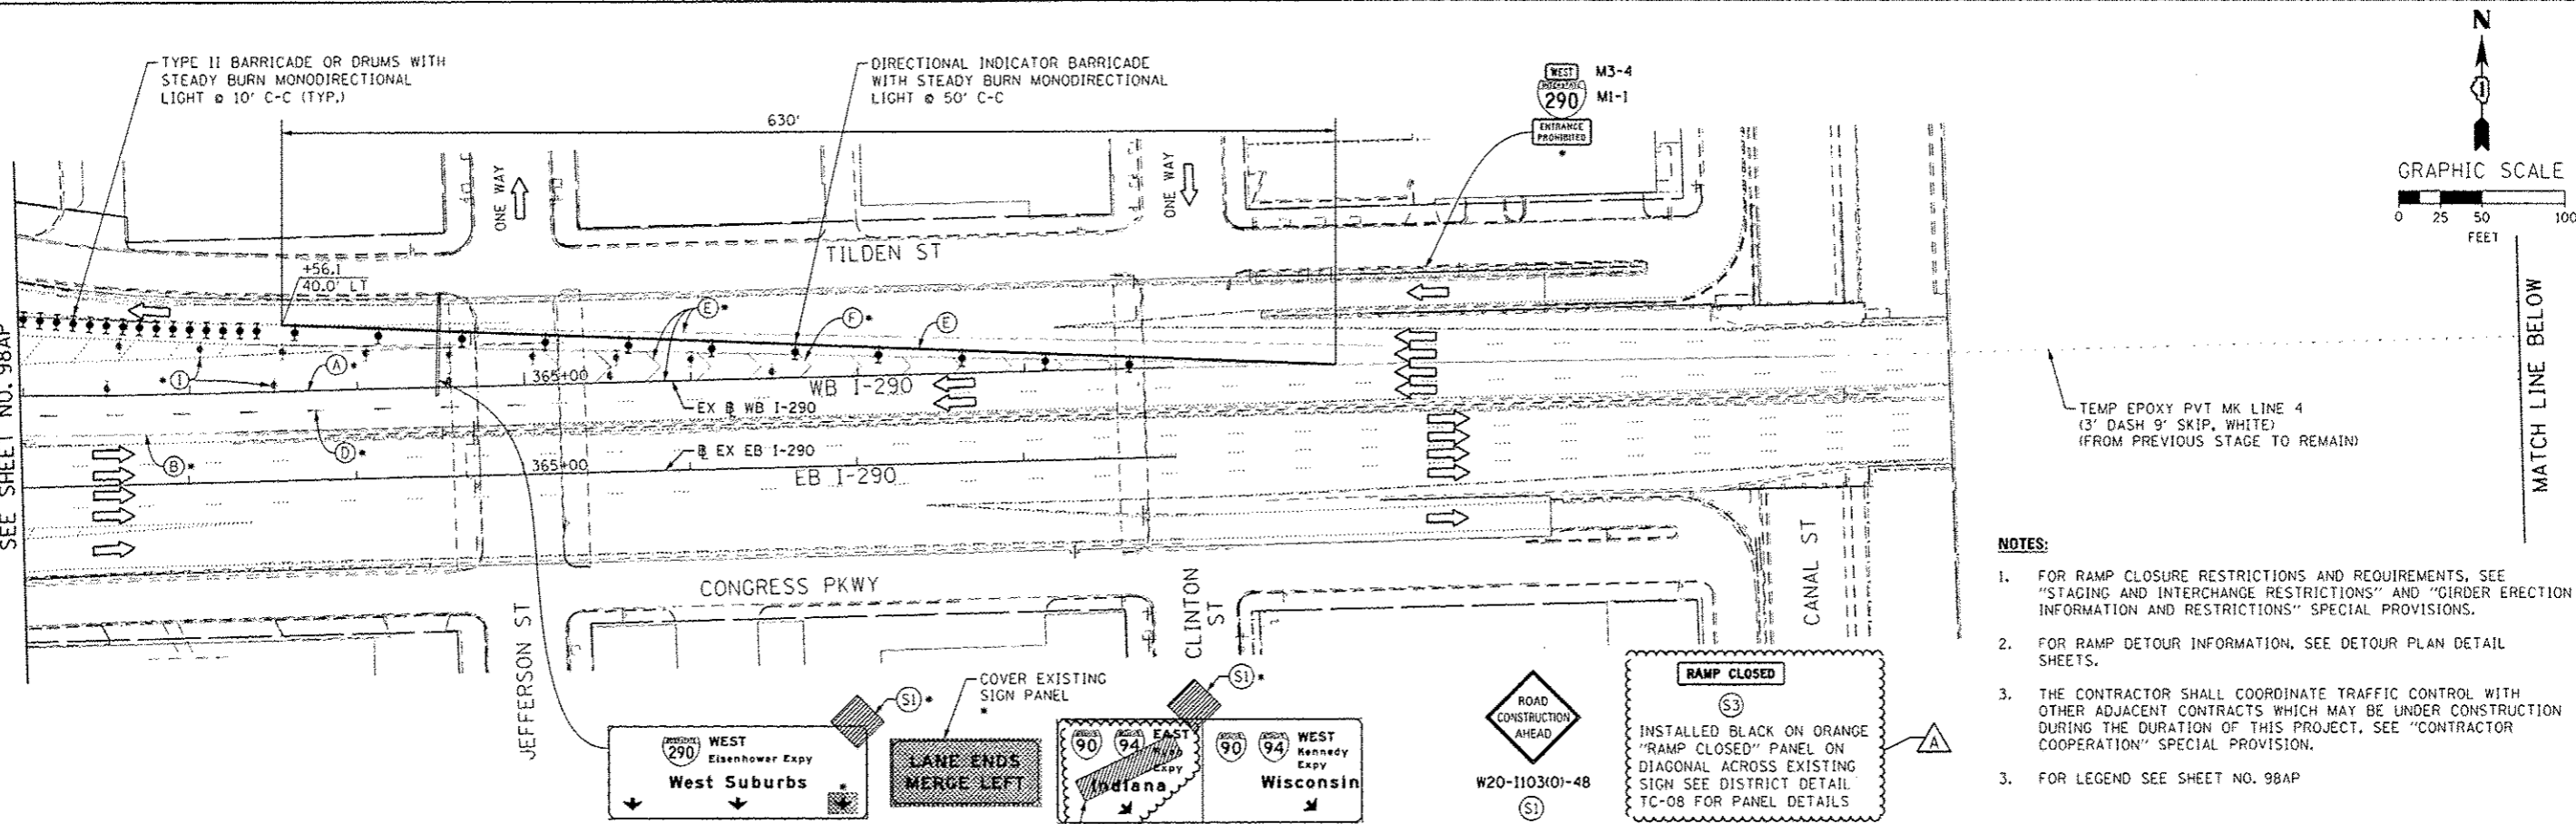 TYPE II BARRICADE OR DRUMS WITH
STEADY BURN MONODIRECTIONAL
LIGHT @ 10' C-C (TYP.)
DIRECTIONAL INDICATOR BARRICADE
WITH STEADY BURN MONODIRECTIONAL
LIGHT @ 50' C-C
WEST M3-4
INTERSTATE
290 M1-1
ENTRANCE
PROHIBITED
*
N
GRAPHIC SCALE
0 25 50 100
FEET
630'
ONE WAY
ONE WAY
TILDEN ST
+56.1
40.0' LT
E*
F*
E
*I
A*
365+00
WB I-290
EX B WB I-290
B*
D*
365+00
B EX EB I-290
EB I-290
SEE SHEET NO. 98AP
MATCH LINE BELOW
TEMP EPOXY PVT MK LINE 4
(3' DASH 9' SKIP, WHITE)
(FROM PREVIOUS STAGE TO REMAIN)
CONGRESS PKWY
JEFFERSON ST
CLINTON
ST
CANAL ST
NOTES:
1. FOR RAMP CLOSURE RESTRICTIONS AND REQUIREMENTS, SEE
"STAGING AND INTERCHANGE RESTRICTIONS" AND "GIRDER ERECTION
INFORMATION AND RESTRICTIONS" SPECIAL PROVISIONS.
2. FOR RAMP DETOUR INFORMATION, SEE DETOUR PLAN DETAIL
SHEETS.
3. THE CONTRACTOR SHALL COORDINATE TRAFFIC CONTROL WITH
OTHER ADJACENT CONTRACTS WHICH MAY BE UNDER CONSTRUCTION
DURING THE DURATION OF THIS PROJECT. SEE "CONTRACTOR
COOPERATION" SPECIAL PROVISION.
3. FOR LEGEND SEE SHEET NO. 98AP
S1*
COVER EXISTING
SIGN PANEL
*
S1*
290 WEST
Eisenhower Expy
West Suburbs
*
LANE ENDS
MERGE LEFT
90 94 EAST
Expy
Indiana
90 94 WEST
Kennedy
Expy
Wisconsin
ROAD
CONSTRUCTION
AHEAD
W20-1103(0)-48
S1
RAMP CLOSED
S3
INSTALLED BLACK ON ORANGE
"RAMP CLOSED" PANEL ON
DIAGONAL ACROSS EXISTING
SIGN SEE DISTRICT DETAIL
TC-08 FOR PANEL DETAILS
A